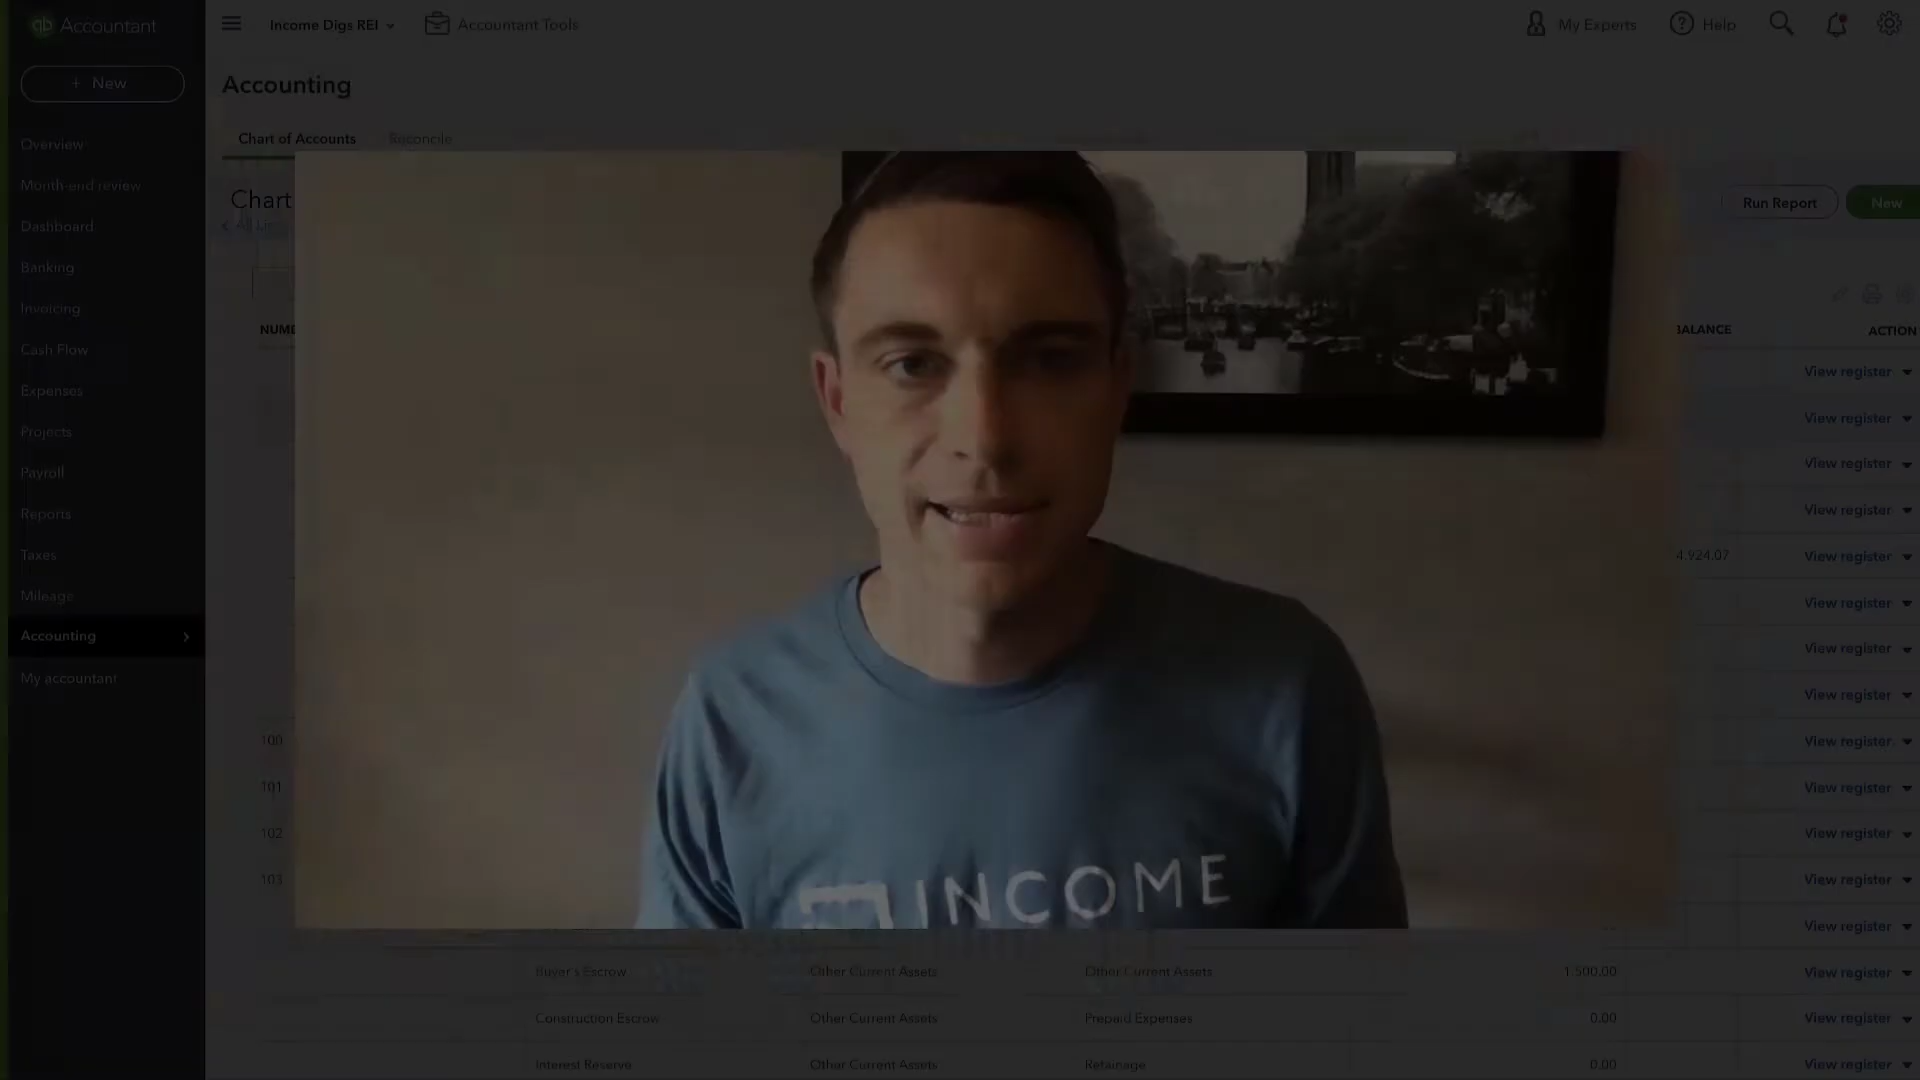 qb Accountant
Income Digs REI
Accountant Tools
My Experts
Help
+ New
Accounting
Chart of Accounts
Reconcile
Overview
Month-end review
Dashboard
Banking
Invoicing
Cash Flow
Expenses
Projects
Payroll
Reports
Taxes
Mileage
Accounting
My accountant
Chart
Run Report
New
BALANCE
ACTION
View register
View register
View register
View register
4,924.07 View register
View register
View register
View register
100 View register
101 View register
102 View register
103 View register
View register
INCOME
Buyer's Escrow Other Current Assets Other Current Assets 1,500.00 View register
Construction Escrow Other Current Assets Prepaid Expenses 0.00 View register
Interest Reserve Other Current Assets Retainage 0.00 View register